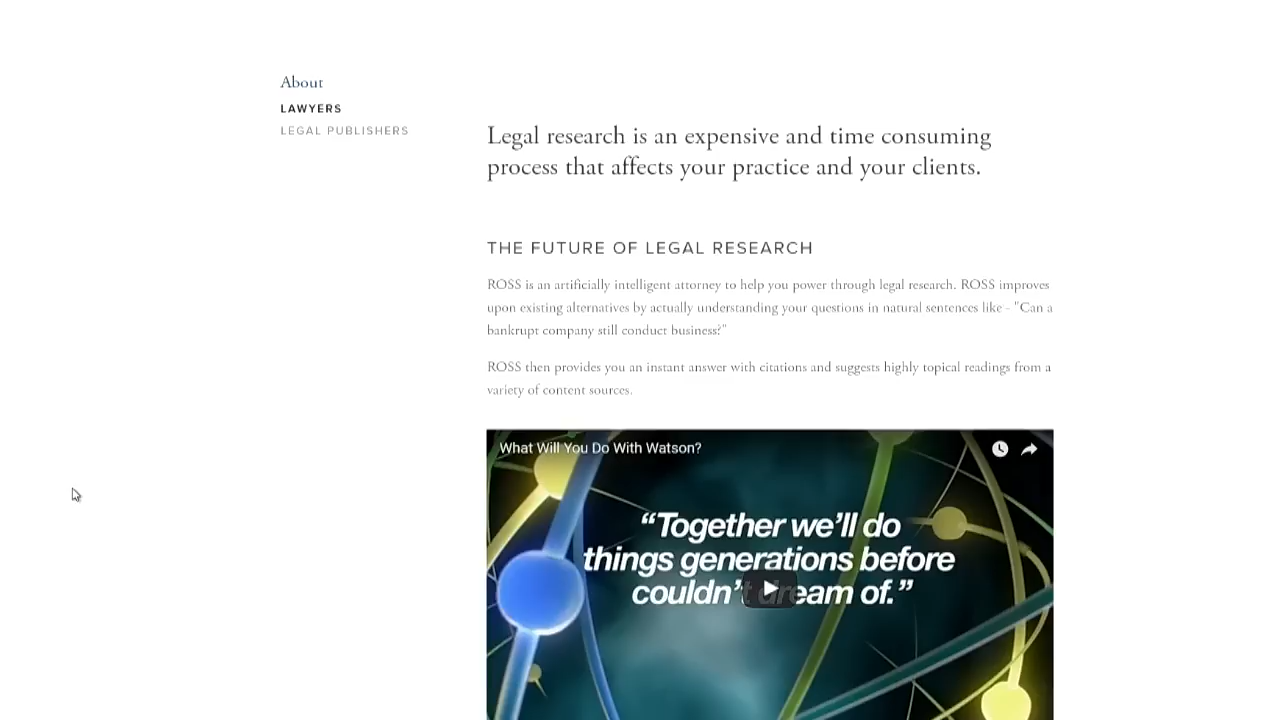 About
LAWYERS
LEGAL PUBLISHERS
Legal research is an expensive and time consuming
process that affects your practice and your clients.
THE FUTURE OF LEGAL RESEARCH
ROSS is an artificially intelligent attorney to help you power through legal research. ROSS improves
upon existing alternatives by actually understanding your questions in natural sentences like - "Can a
bankrupt company still conduct business?"
ROSS then provides you an instant answer with citations and suggests highly topical readings from a
variety of content sources.
What Will You Do With Watson?
“Together we’ll do
things generations before
couldn’t dream of.”